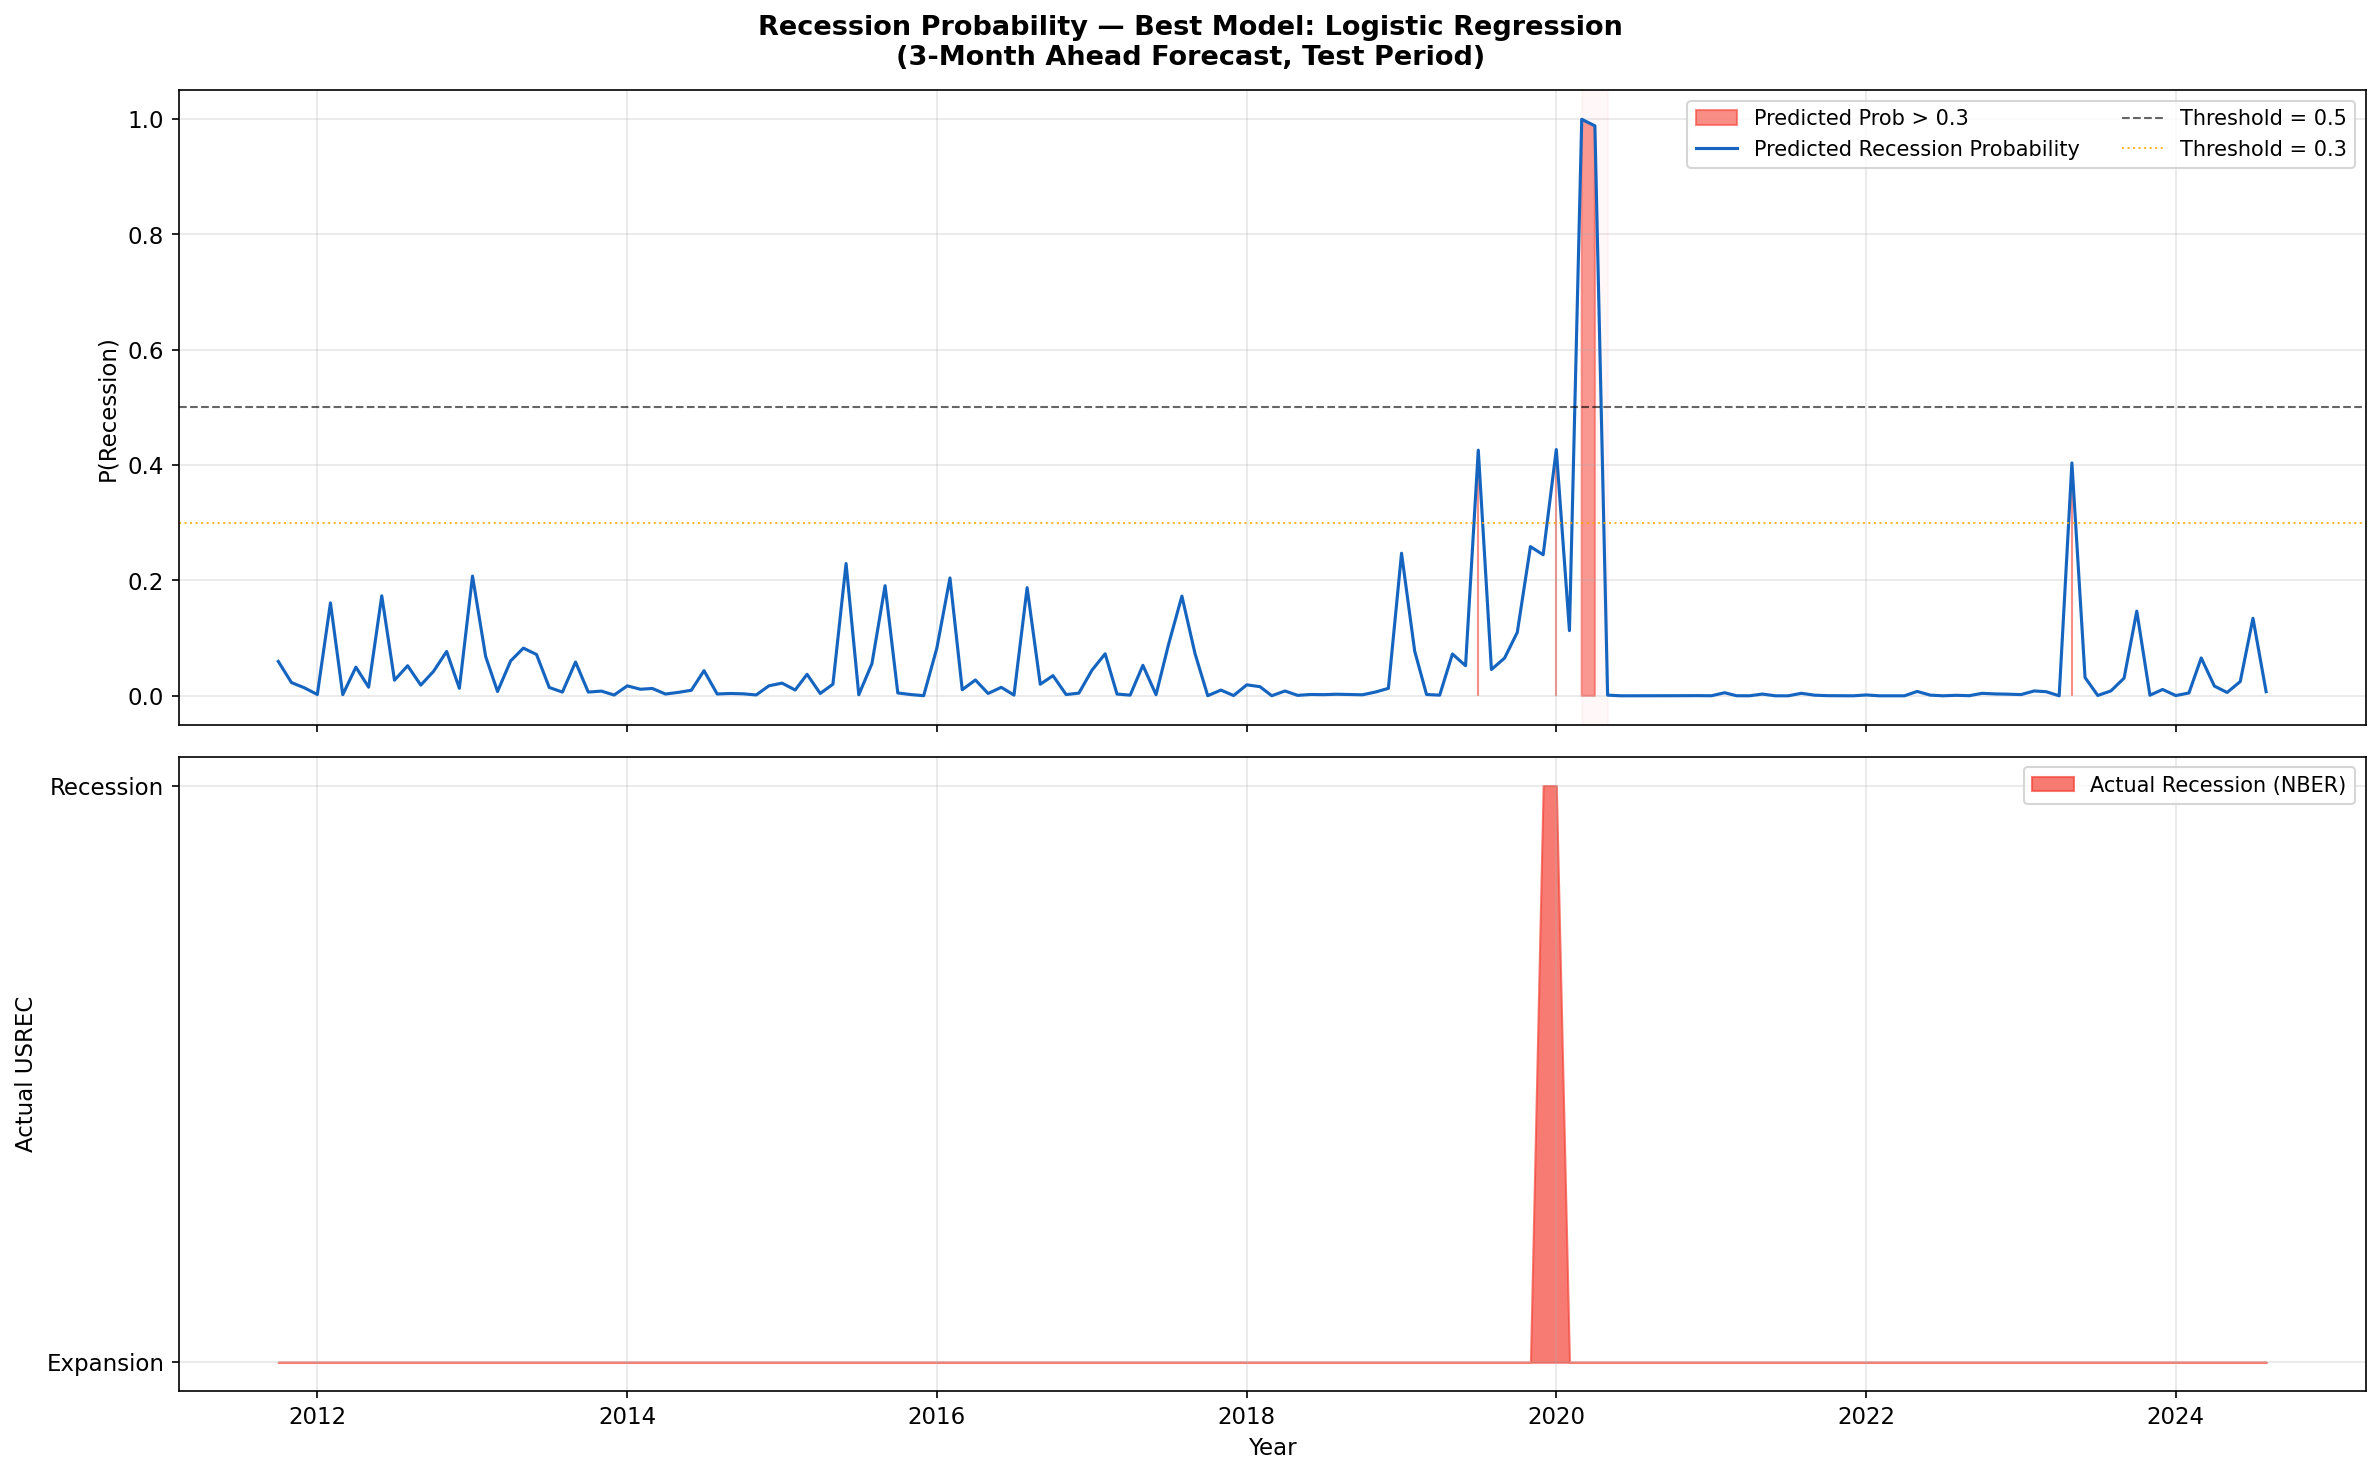 Recession Probability — Best Model: Logistic Regression
(3-Month Ahead Forecast, Test Period)
P(Recession)
1.0
0.8
0.6
0.4
0.2
0.0
Predicted Prob > 0.3
Predicted Recession Probability
Threshold = 0.5
Threshold = 0.3
Actual USREC
Recession
Expansion
Actual Recession (NBER)
2012 2014 2016 2018 2020 2022 2024
Year